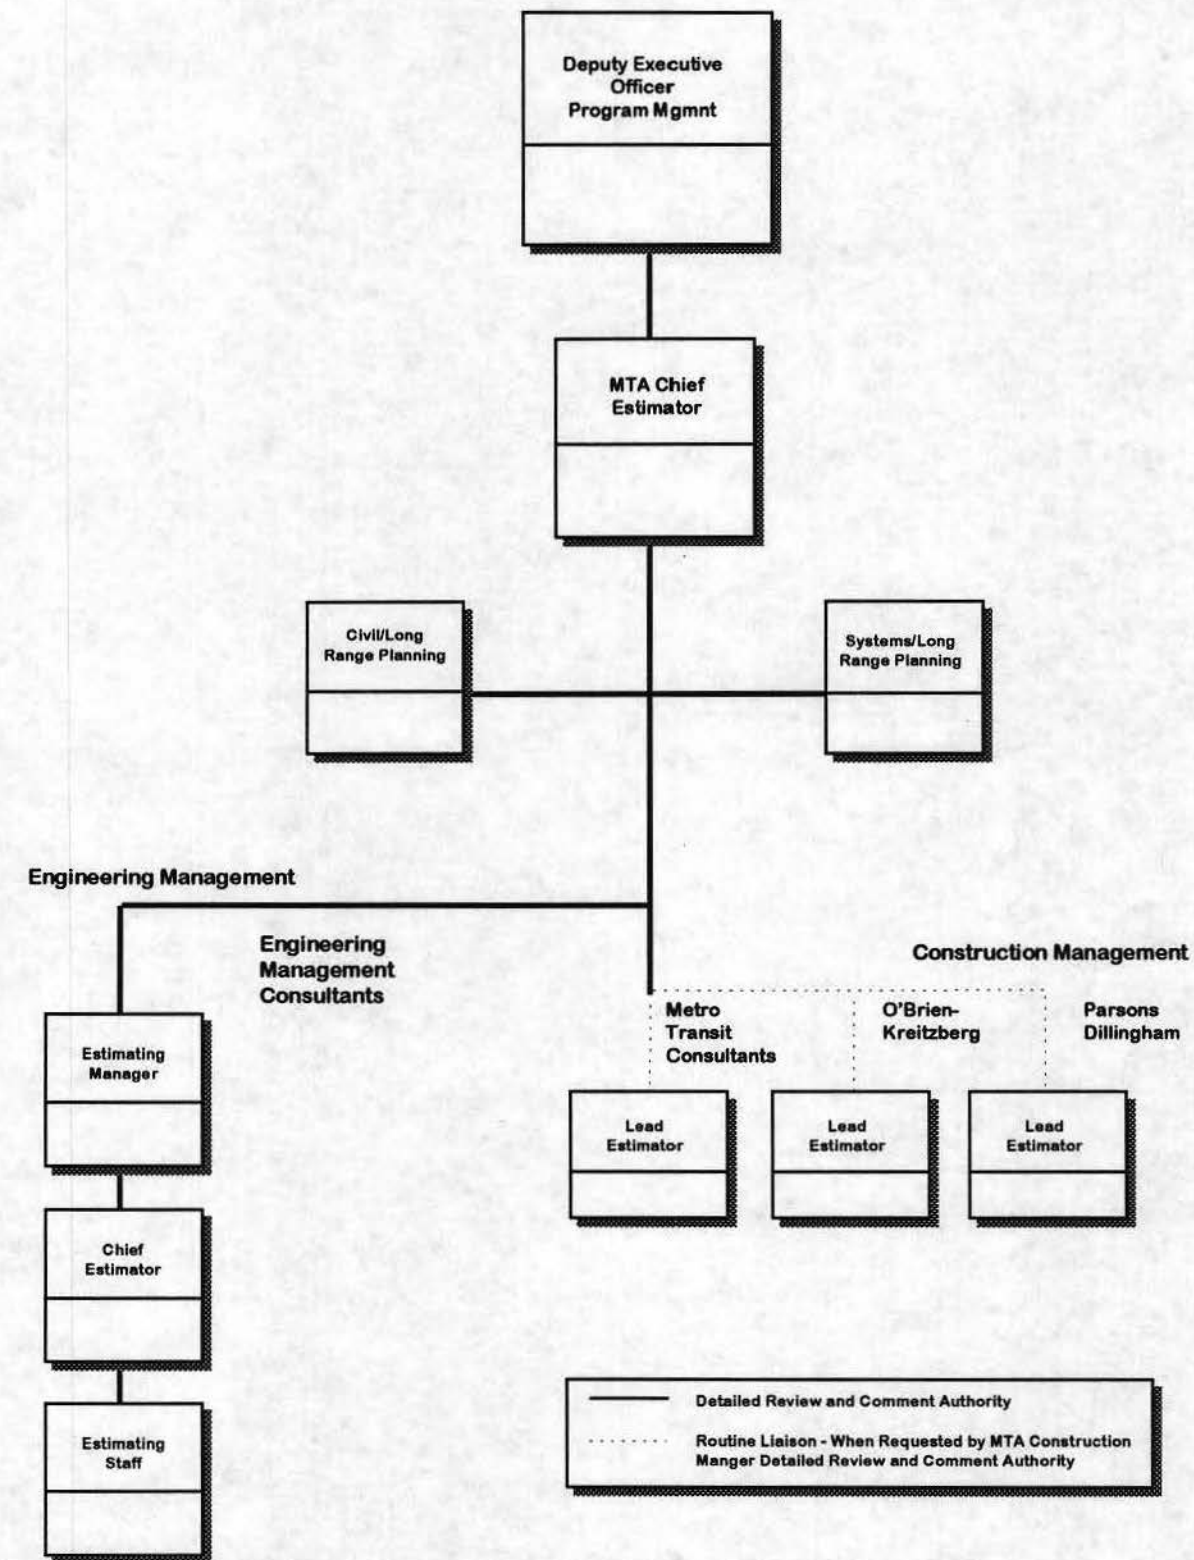 Deputy Executive
Officer
Program Mgmnt
MTA Chief
Estimator
Civil/Long
Range Planning
Systems/Long
Range Planning
Engineering Management
Engineering
Management
Consultants
Construction Management
Metro
Transit
Consultants
O'Brien-
Kreitzberg
Parsons
Dillingham
Estimating
Manager
Lead
Estimator
Lead
Estimator
Lead
Estimator
Chief
Estimator
Estimating
Staff
Detailed Review and Comment Authority
Routine Liaison - When Requested by MTA Construction
Manger Detailed Review and Comment Authority